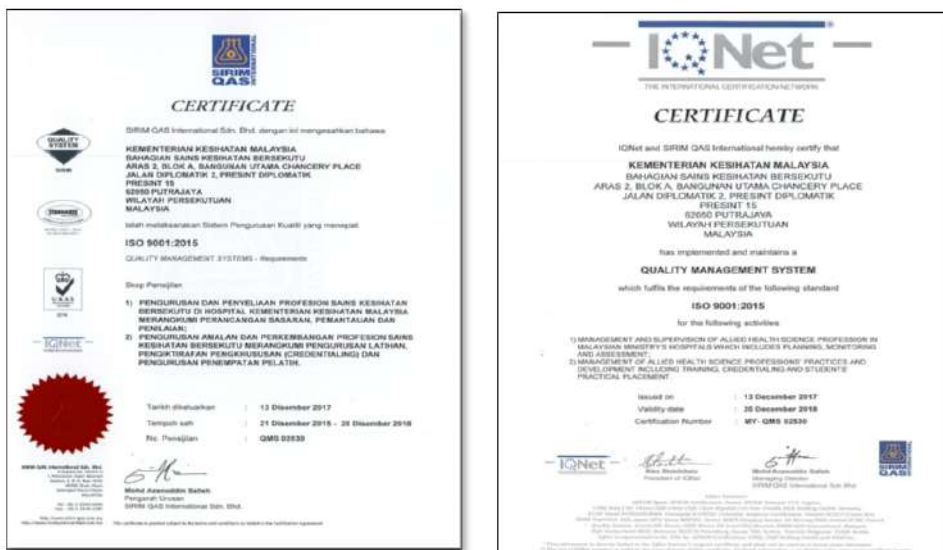 SIRIM
QAS
INTERNATIONAL
CERTIFICATE
SIRIM QAS International Sdn. Bhd. dengan ini mengesahkan bahawa
KEMENTERIAN KESIHATAN MALAYSIA
BAHAGIAN SAINS KESIHATAN BERSEKUTU
ARAS 2, BLOK A, BANGUNAN UTAMA CHANCERY PLACE
JALAN DIPLOMATIK 2, PRESINT DIPLOMATIK
PRESINT 15
62050 PUTRAJAYA
WILAYAH PERSEKUTUAN
MALAYSIA
telah melaksanakan Sistem Pengurusan Kualiti yang menepati
ISO 9001:2015
QUALITY MANAGEMENT SYSTEMS - Requirements
Skop Pensijilan
1) PENGURUSAN DAN PENYELIAAN PROFESION SAINS KESIHATAN
BERSEKUTU DI HOSPITAL KEMENTERIAN KESIHATAN MALAYSIA
MERANGKUMI PERANCANGAN SASARAN, PEMANTAUAN DAN
PENILAIAN;
2) PENGURUSAN AMALAN DAN PERKEMBANGAN PROFESION SAINS
KESIHATAN BERSEKUTU MERANGKUMI PENGURUSAN LATIHAN,
PENGIKTIRAFAN PENGKHUSUSAN (CREDENTIALING) DAN
PENGURUSAN PENEMPATAN PELATIH.
Tarikh dikeluarkan : 13 Disember 2017
Tempoh sah : 21 Disember 2015 - 20 Disember 2018
No. Pensijilan : QMS 02530
Mohd Azanuddin Salleh
Pengarah Urusan
SIRIM QAS International Sdn. Bhd.
QUALITY
SYSTEM
UKAS
IQNet
SIRIM QAS International Sdn. Bhd.
IQNet
THE INTERNATIONAL CERTIFICATION NETWORK
CERTIFICATE
IQNet and SIRIM QAS International hereby certify that
KEMENTERIAN KESIHATAN MALAYSIA
BAHAGIAN SAINS KESIHATAN BERSEKUTU
ARAS 2, BLOK A, BANGUNAN UTAMA CHANCERY PLACE
JALAN DIPLOMATIK 2, PRESINT DIPLOMATIK
PRESINT 15
62050 PUTRAJAYA
WILAYAH PERSEKUTUAN
MALAYSIA
has implemented and maintains a
QUALITY MANAGEMENT SYSTEM
which fulfils the requirements of the following standard
ISO 9001:2015
for the following activities
1) MANAGEMENT AND SUPERVISION OF ALLIED HEALTH SCIENCE PROFESSION IN
MALAYSIAN MINISTRY'S HOSPITALS WHICH INCLUDES PLANNING, MONITORING
AND ASSESSMENT;
2) MANAGEMENT OF ALLIED HEALTH SCIENCE PROFESSIONS' PRACTICES AND
DEVELOPMENT INCLUDING TRAINING, CREDENTIALING AND STUDENTS'
PRACTICAL PLACEMENT
Issued on : 13 December 2017
Validity date : 20 December 2018
Certification Number : MY- QMS 02530
IQNet
President of IQNet
Mohd Azanuddin Salleh
Managing Director
SIRIM QAS International Sdn. Bhd.
SIRIM
QAS